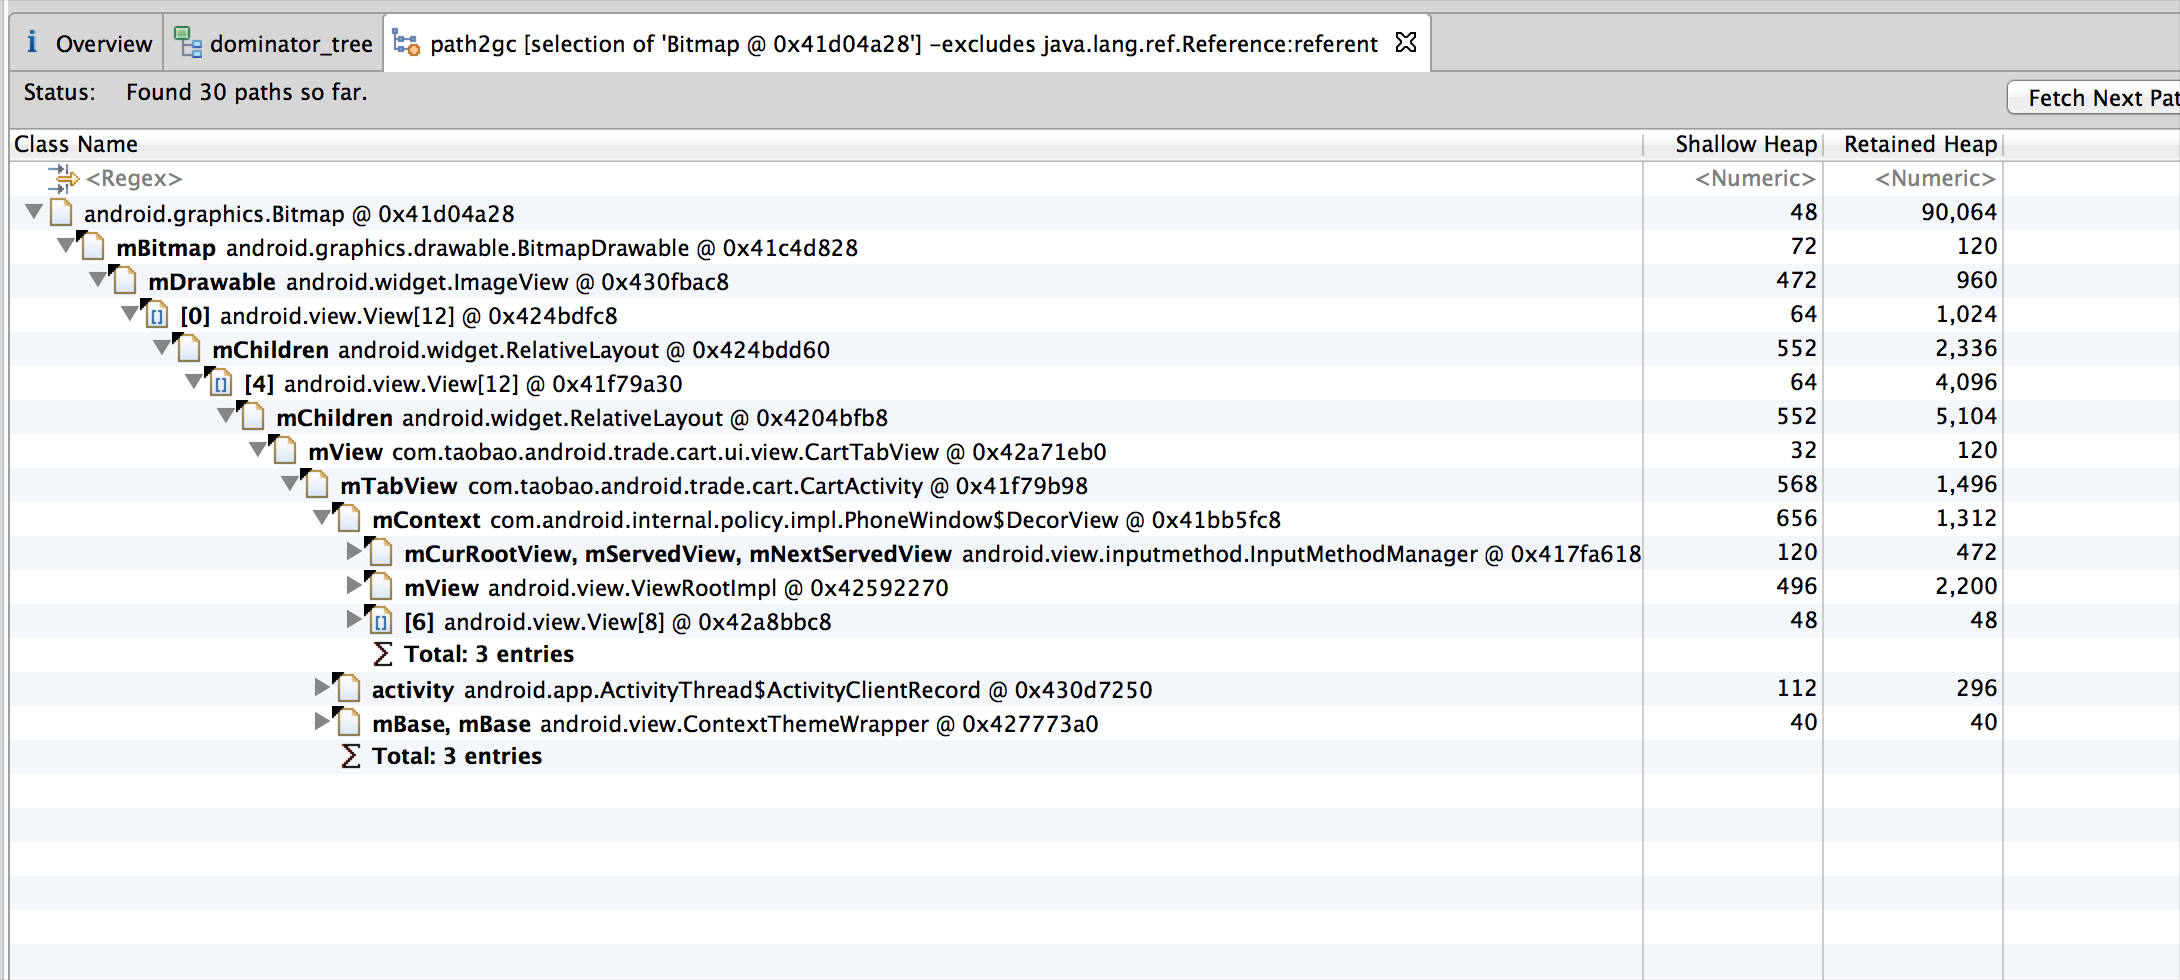 Overview dominator_tree path2gc [selection of 'Bitmap @ 0x41d04a28'] -excludes java.lang.ref.Reference:referent
Status: Found 30 paths so far. Fetch Next Pat
Class Name Shallow Heap Retained Heap
<Regex> <Numeric> <Numeric>
android.graphics.Bitmap @ 0x41d04a28 48 90,064
mBitmap android.graphics.drawable.BitmapDrawable @ 0x41c4d828 72 120
mDrawable android.widget.ImageView @ 0x430fbac8 472 960
[0] android.view.View[12] @ 0x424bdfc8 64 1,024
mChildren android.widget.RelativeLayout @ 0x424bdd60 552 2,336
[4] android.view.View[12] @ 0x41f79a30 64 4,096
mChildren android.widget.RelativeLayout @ 0x4204bfb8 552 5,104
mView com.taobao.android.trade.cart.ui.view.CartTabView @ 0x42a71eb0 32 120
mTabView com.taobao.android.trade.cart.CartActivity @ 0x41f79b98 568 1,496
mContext com.android.internal.policy.impl.PhoneWindow$DecorView @ 0x41bb5fc8 656 1,312
mCurRootView, mServedView, mNextServedView android.view.inputmethod.InputMethodManager @ 0x417fa618 120 472
mView android.view.ViewRootImpl @ 0x42592270 496 2,200
[6] android.view.View[8] @ 0x42a8bbc8 48 48
Total: 3 entries
activity android.app.ActivityThread$ActivityClientRecord @ 0x430d7250 112 296
mBase, mBase android.view.ContextThemeWrapper @ 0x427773a0 40 40
Total: 3 entries